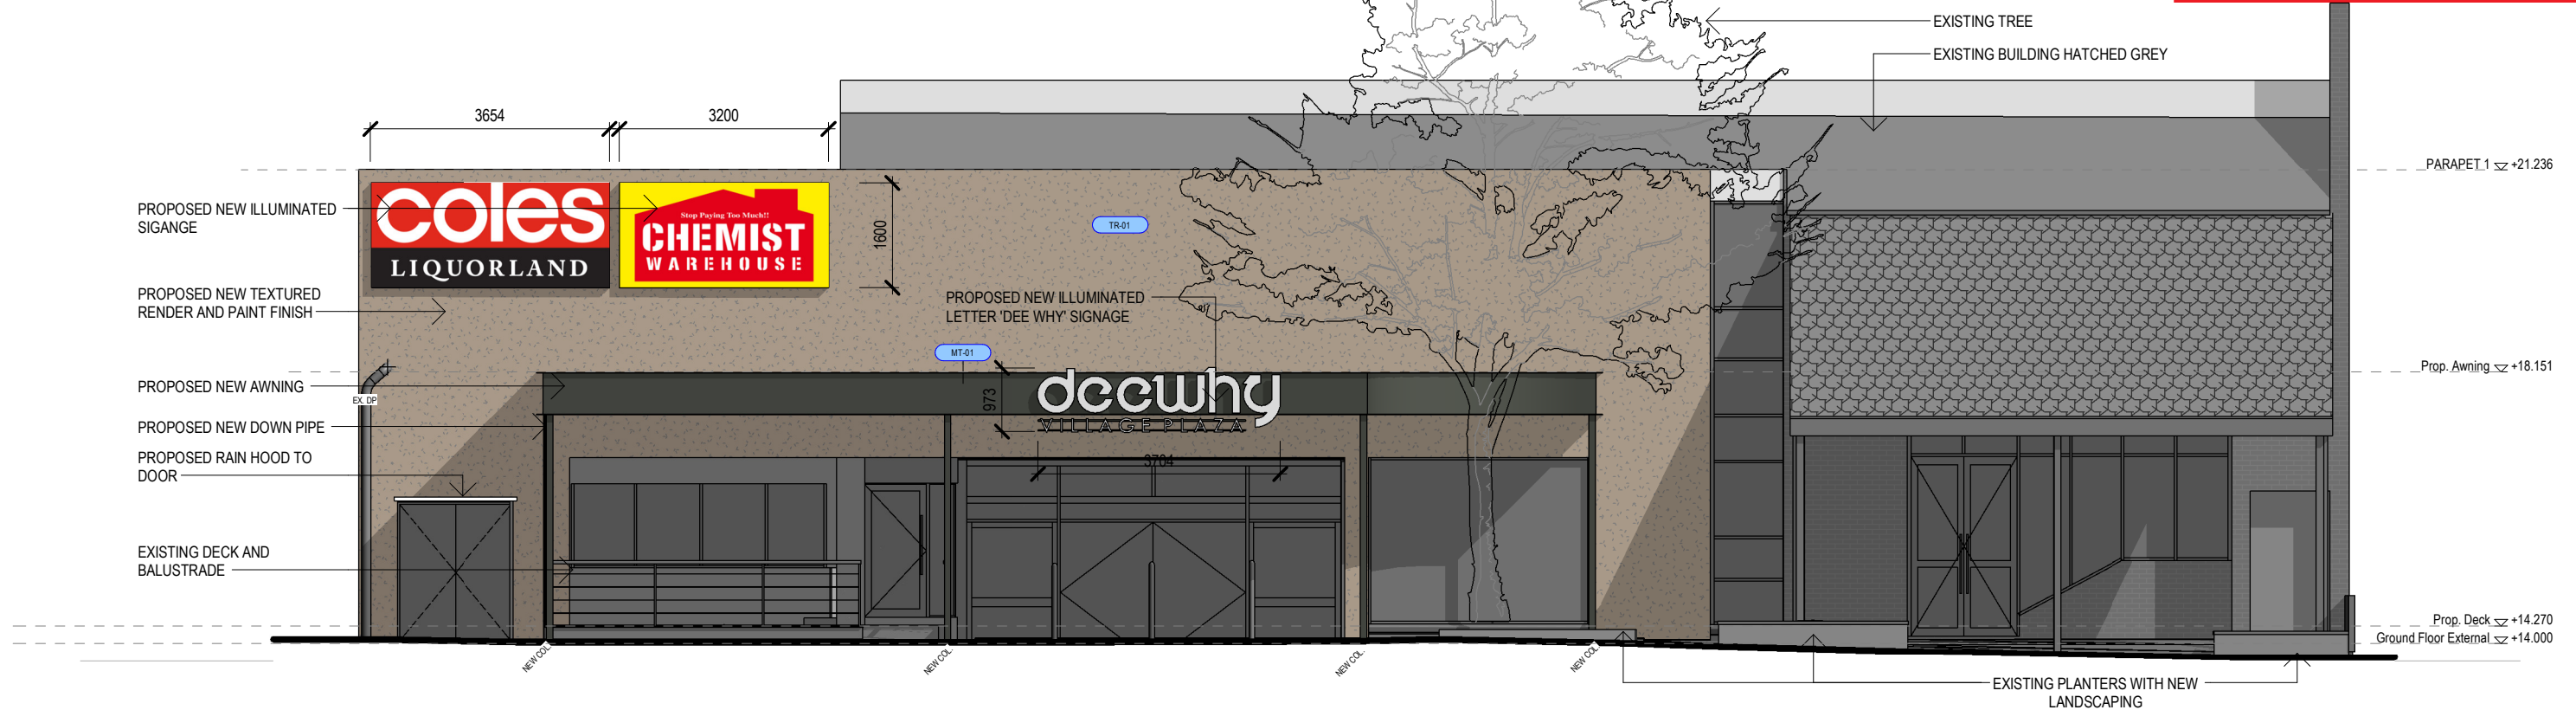 EXISTING TREE
EXISTING BUILDING HATCHED GREY
3654
3200
PARAPET 1 +21.236
PROPOSED NEW ILLUMINATED
SIGANGE
coles
LIQUORLAND
Stop Paying Too Much!!
CHEMIST
WAREHOUSE
1600
TR-01
PROPOSED NEW TEXTURED
RENDER AND PAINT FINISH
PROPOSED NEW ILLUMINATED
LETTER 'DEE WHY' SIGNAGE
MT-01
Prop. Awning +18.151
PROPOSED NEW AWNING
EX. DP
973
deewhy
VILLAGE PLAZA
PROPOSED NEW DOWN PIPE
PROPOSED RAIN HOOD TO
DOOR
3704
EXISTING DECK AND
BALUSTRADE
Prop. Deck +14.270
Ground Floor External +14.000
NEW COL.
NEW COL.
NEW COL.
NEW COL.
EXISTING PLANTERS WITH NEW
LANDSCAPING